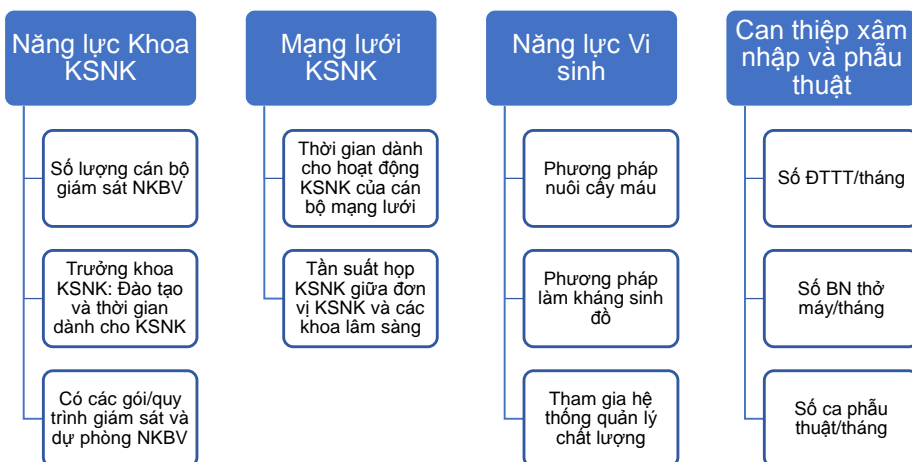 Năng lực Khoa
KSNK
Số lượng cán bộ
giám sát NKBV
Trưởng khoa
KSNK: Đào tạo
và thời gian
dành cho KSNK
Có các gói/quy
trình giám sát và
dự phòng NKBV
Mạng lưới
KSNK
Thời gian dành
cho hoạt động
KSNK của cán
bộ mạng lưới
Tần suất họp
KSNK giữa đơn
vị KSNK và các
khoa lâm sàng
Năng lực Vi
sinh
Phương pháp
nuôi cấy máu
Phương pháp
làm kháng sinh
đồ
Tham gia hệ
thống quản lý
chất lượng
Can thiệp xâm
nhập và phẫu
thuật
Số ĐTTT/tháng
Số BN thở
máy/tháng
Số ca phẫu
thuật/tháng